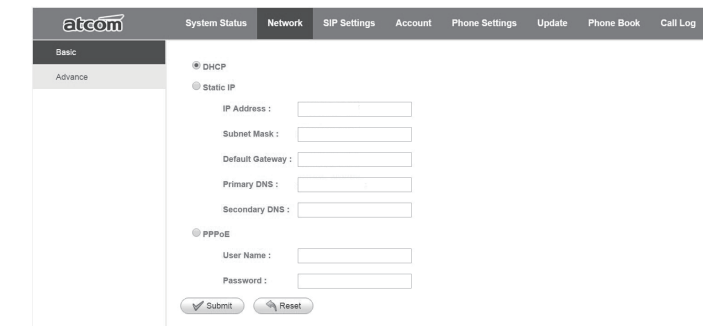 atcom System Status Network SIP Settings Account Phone Settings Update Phone Book Call Log
Basic
Advance
DHCP
Static IP
IP Address :
Subnet Mask :
Default Gateway :
Primary DNS :
Secondary DNS :
PPPoE
User Name :
Password :
Submit Reset